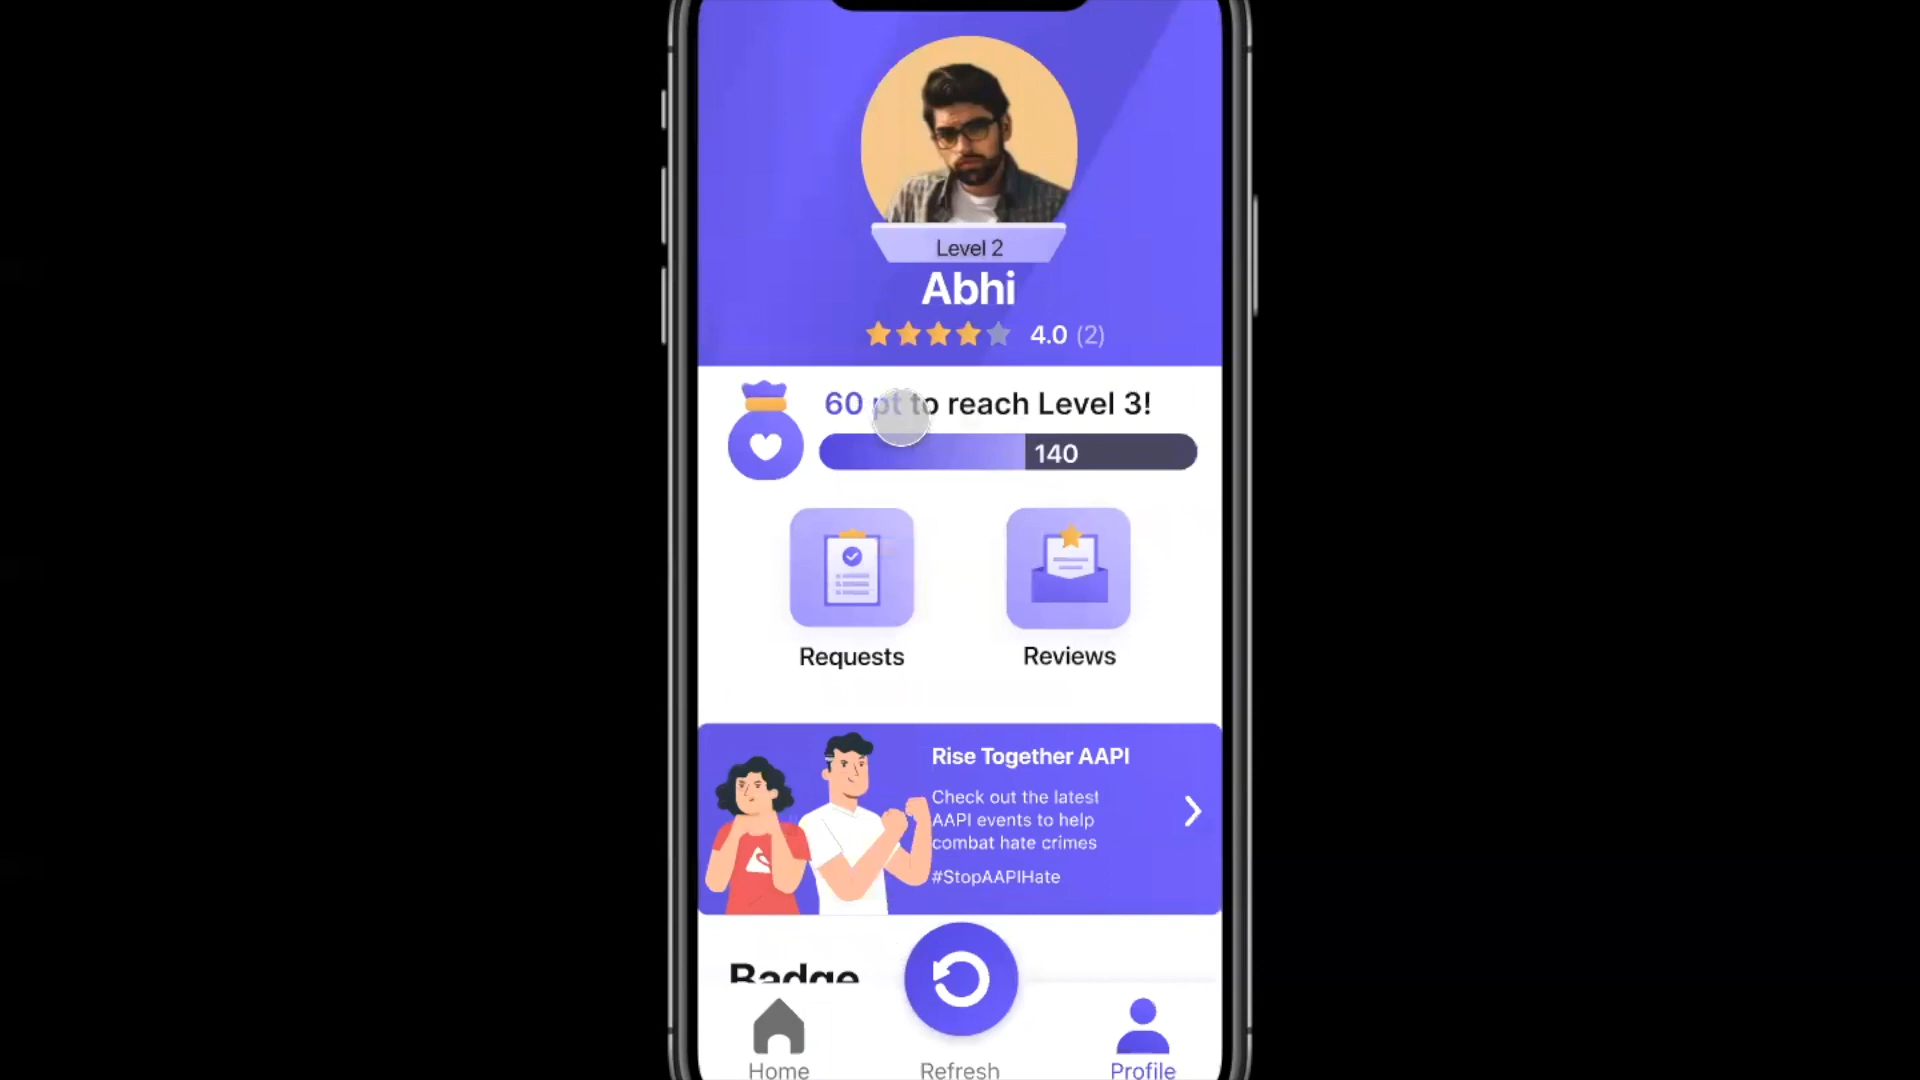 Level 2
Abhi
4.0 (2)
60 pt to reach Level 3!
140
Requests
Reviews
Rise Together AAPI
Check out the latest
AAPI events to help
combat hate crimes
#StopAAPIHate
Badge
Home
Refresh
Profile